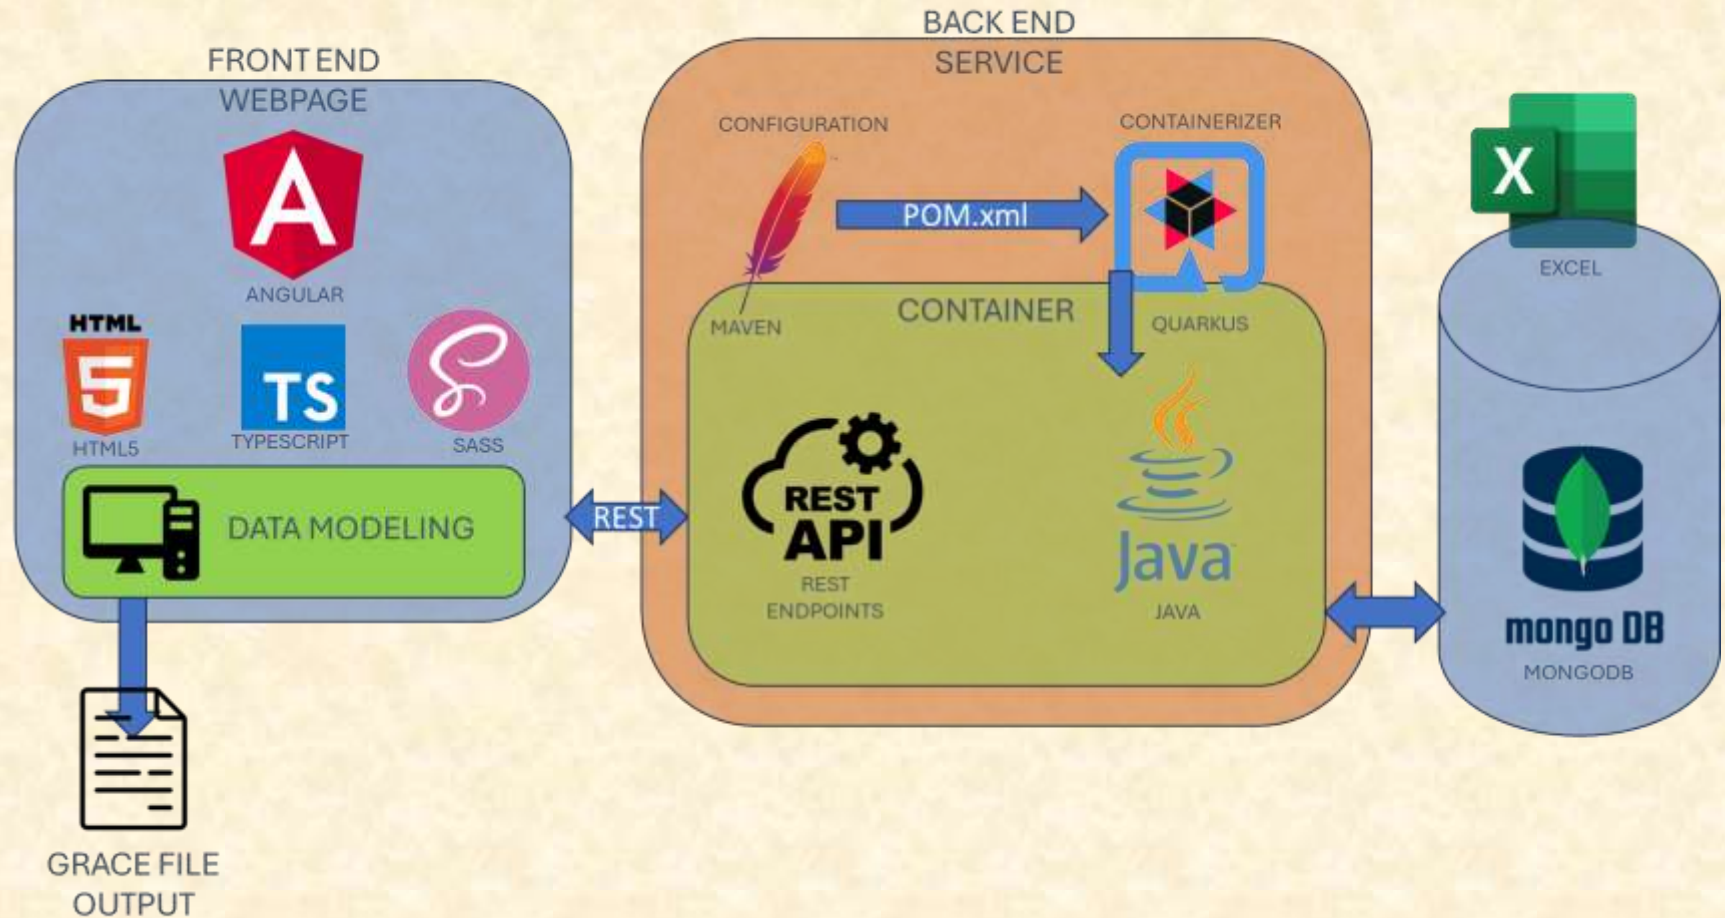 FRONT END
WEBPAGE
A
ANGULAR
HTML
5
HTML5
TS
TYPESCRIPT
SASS
DATA MODELING
GRACE FILE
OUTPUT
REST
BACK END
SERVICE
CONFIGURATION
MAVEN
POM.xml
CONTAINERIZER
QUARKUS
CONTAINER
REST
API
REST
ENDPOINTS
Java
JAVA
X
EXCEL
mongo DB
MONGODB